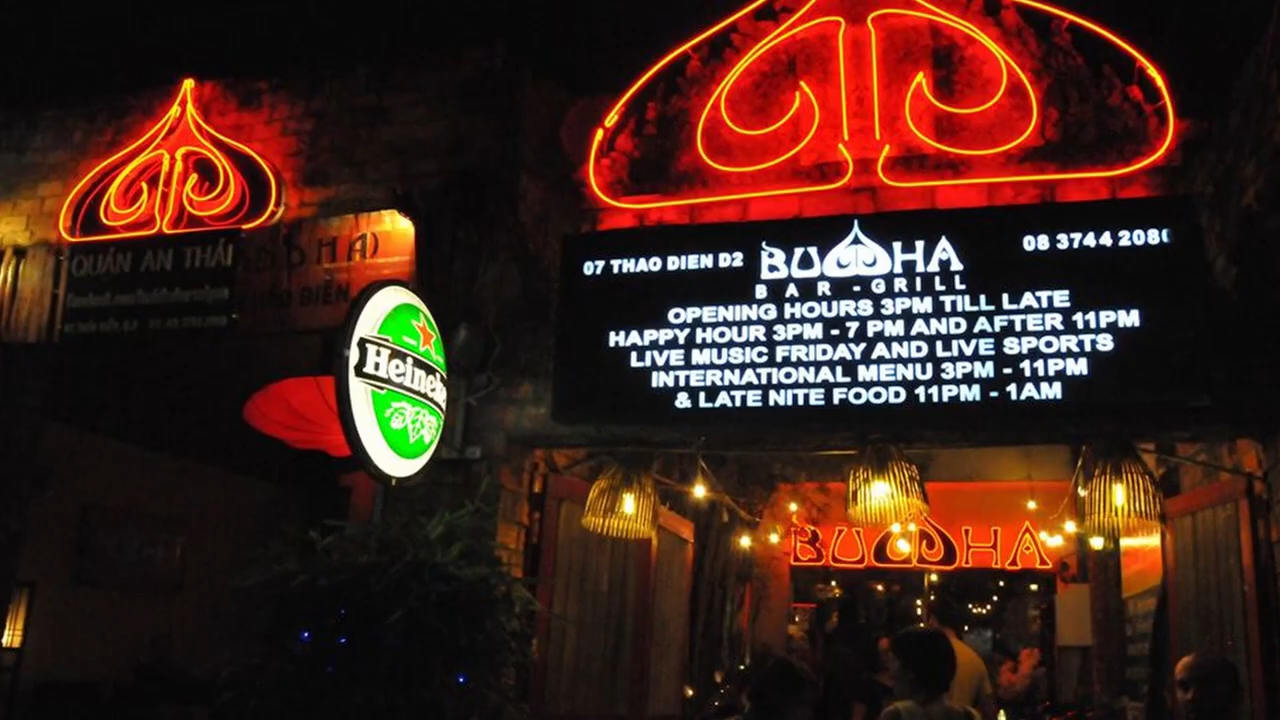 QUÁN AN THÁI
Heineke
07 THAO DIEN D2
BUDDHA
08 3744 208
BAR-GRILL
OPENING HOURS 3PM TILL LATE
HAPPY HOUR 3PM - 7 PM AND AFTER 11PM
LIVE MUSIC FRIDAY AND LIVE SPORTS
INTERNATIONAL MENU 3PM - 11PM
& LATE NITE FOOD 11PM - 1AM
BUDDHA